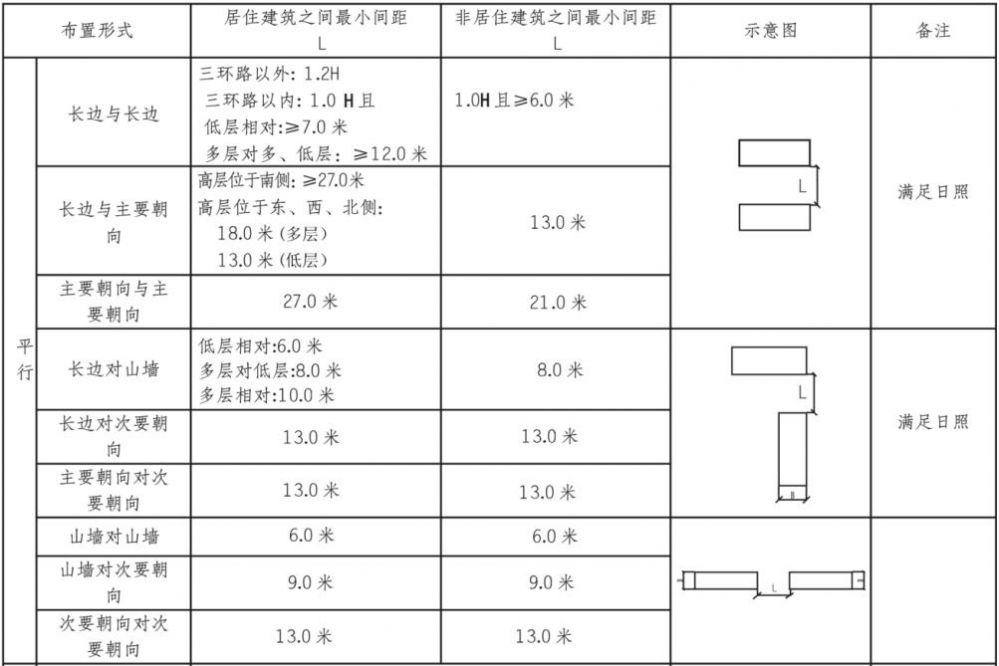 布置形式
居住建筑之间最小间距
L
非居住建筑之间最小间距
L
示意图
备注
平
行
长边与长边
三环路以外: 1.2H
三环路以内: 1.0 H 且
低层相对:≥7.0 米
多层对多、低层: ≥12.0 米
1.0H 且≥6.0 米
L
满足日照
长边与主要朝
向
高层位于南侧: ≥27.0米
高层位于东、西、北侧:
18.0 米 (多层)
13.0 米 (低层)
13.0 米
主要朝向与主
要朝向
27.0 米
21.0 米
长边对山墙
低层相对:6.0 米
多层对低层:8.0 米
多层相对:10.0 米
8.0 米
L
满足日照
长边对次要朝
向
13.0 米
13.0 米
主要朝向对次
要朝向
13.0 米
13.0 米
山墙对山墙
6.0 米
6.0 米
L
山墙对次要朝
向
9.0 米
9.0 米
次要朝向对次
要朝向
13.0 米
13.0 米